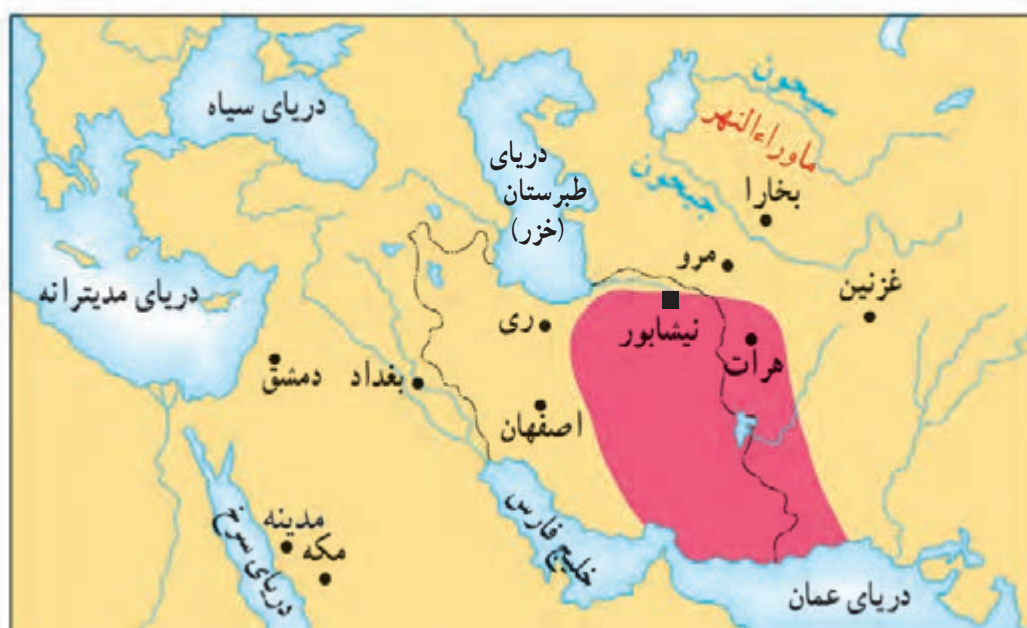 دریای سیاه
دریای
طبرستان
(خزر)
سیحون
ماوراءالنهر
جیحون
بخارا
مرو
غزنین
نیشابور
هرات
ری
اصفهان
دریای مدیترانه
دمشق
بغداد
مدینه
مکه
دریای سرخ
خلیج فارس
دریای عمان